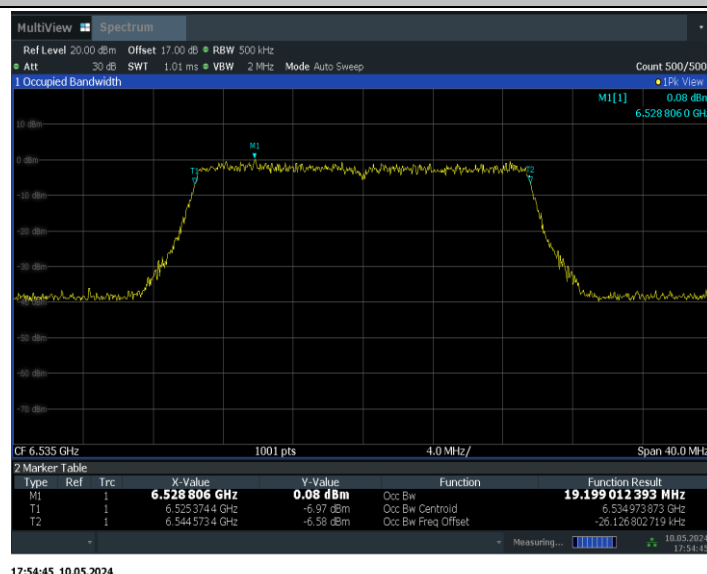 MultiView Spectrum
Ref Level 20.00 dBm Offset 17.00 dB RBW 500 kHz
Att 30 dB SWT 1.01 ms VBW 2 MHz Mode Auto Sweep Count 500/500
1 Occupied Bandwidth 1Pk View
M1[1] 0.08 dBm
6.528 806 0 GHz
10 dBm
M1
0 dBm
T1 T2
-10 dBm
-20 dBm
-30 dBm
-40 dBm
-50 dBm
-60 dBm
-70 dBm
CF 6.535 GHz 1001 pts 4.0 MHz/ Span 40.0 MHz
2 Marker Table
Type Ref Trc X-Value Y-Value Function Function Result
M1 1 6.528 806 GHz 0.08 dBm Occ Bw 19.199 012 393 MHz
T1 1 6.525 374 4 GHz -6.97 dBm Occ Bw Centroid 6.534 973 873 GHz
T2 1 6.544 573 4 GHz -6.58 dBm Occ Bw Freq Offset -26.126 802 719 kHz
Measuring... 10.05.2024
17:54:45
17:54:45 10.05.2024